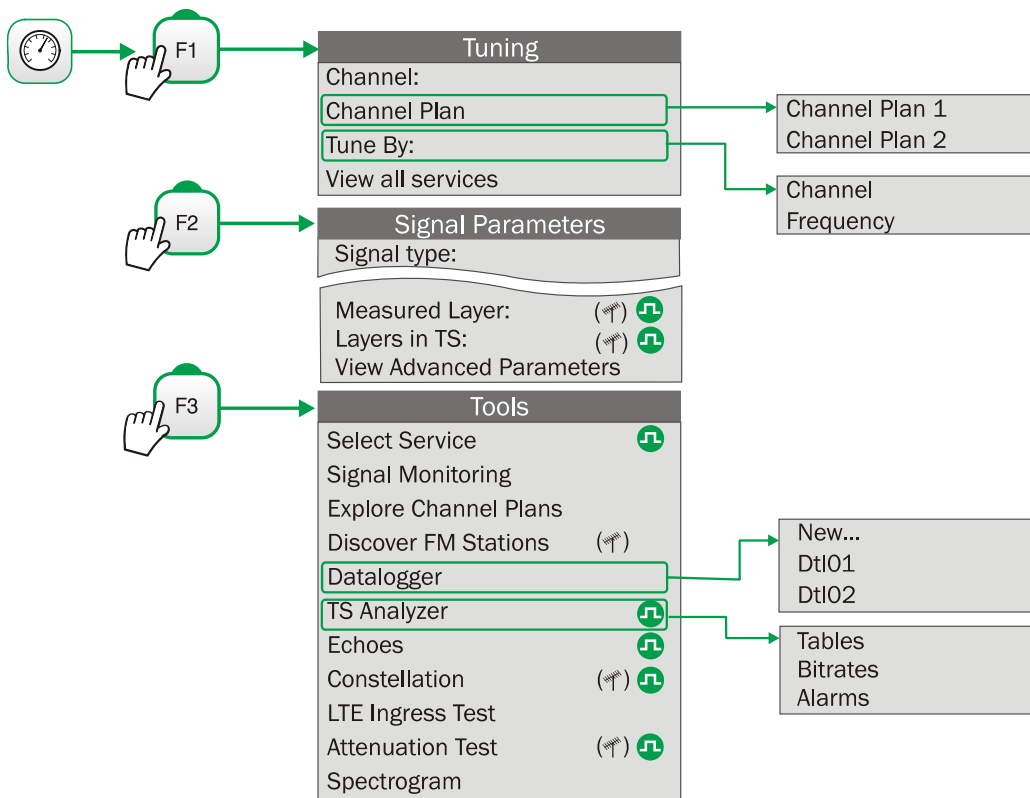 F1
Tuning
Channel:
Channel Plan
Tune By:
View all services
Channel Plan 1
Channel Plan 2
Channel
Frequency
F2
Signal Parameters
Signal type:
Measured Layer:
Layers in TS:
View Advanced Parameters
F3
Tools
Select Service
Signal Monitoring
Explore Channel Plans
Discover FM Stations
Datalogger
TS Analyzer
Echoes
Constellation
LTE Ingress Test
Attenuation Test
Spectrogram
New...
Dtl01
Dtl02
Tables
Bitrates
Alarms